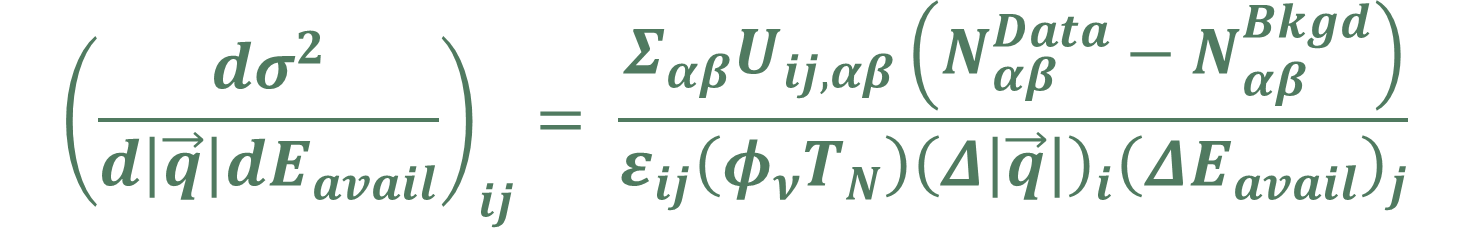 (dσ²/d|q⃗|dE_avail)_ij = Σ_αβ U_ij,αβ (N_αβ^Data − N_αβ^Bkgd) / ε_ij(ϕ_ν T_N)(Δ|q⃗|)_i(ΔE_avail)_j